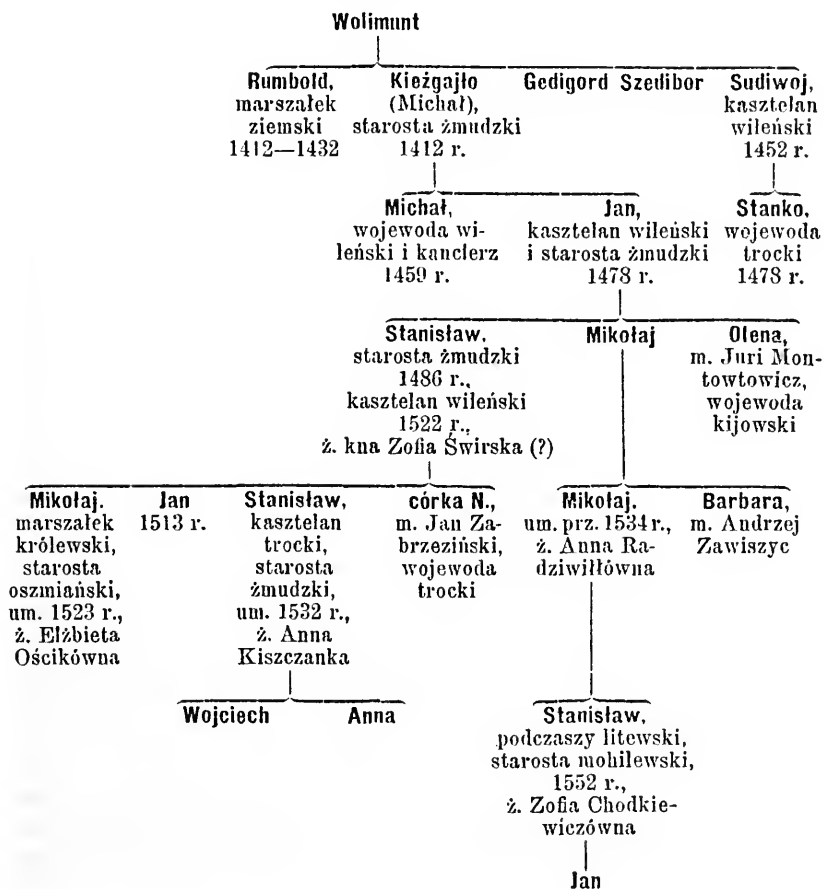 Wolimunt
Rumbold,
marszałek
ziemski
1412—1432
Kieżgajło
(Michał),
starosta żmudzki
1412 r.
Gedigord Szedibor
Sudiwoj,
kasztelan
wileński
1452 r.
Michał,
wojewoda wi-
leński i kanclerz
1459 r.
Jan,
kasztelan wileński
i starosta żmudzki
1478 r.
Stanko,
wojewoda
trocki
1478 r.
Stanisław,
starosta żmudzki
1486 r.,
kasztelan wileński
1522 r.,
ż. kna Zofia Świrska (?)
Mikołaj
Olena,
m. Juri Mon-
towtowicz,
wojewoda
kijowski
Mikołaj.
marszałek
królewski,
starosta
oszmiański,
um. 1523 r.,
ż. Elżbieta
Ościkówna
Jan
1513 r.
Stanisław,
kasztelan
trocki,
starosta
żmudzki,
um. 1532 r.,
ż. Anna
Kiszczanka
córka N.,
m. Jan Za-
brzeziński,
wojewoda
trocki
Mikołaj.
um. prz. 1534 r.,
ż. Anna Ra-
dziwiłłówna
Barbara,
m. Andrzej
Zawiszyc
Wojciech
Anna
Stanisław,
podczaszy litewski,
starosta mohilewski,
1552 r.,
ż. Zofia Chodkie-
wiczówna
Jan